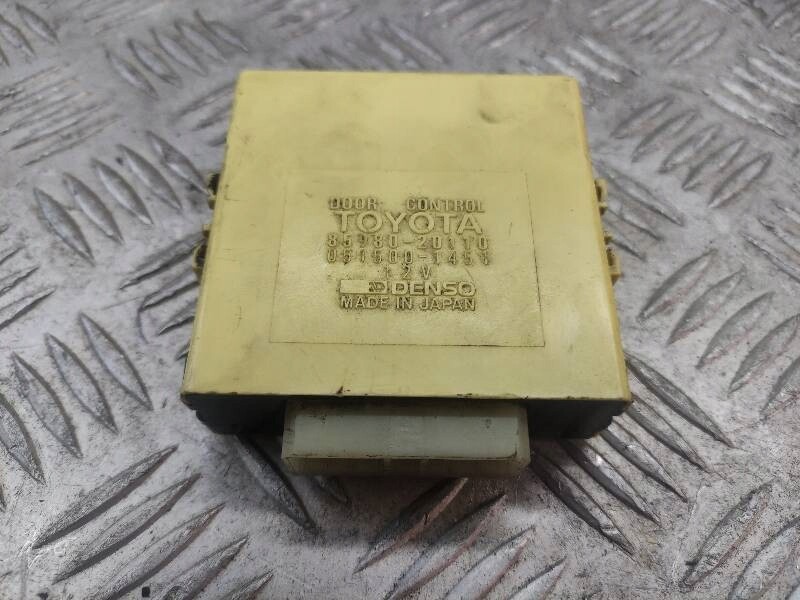 DOOR CONTROL
TOYOTA
85980-20110
051500-1451
12V
DENSO
MADE IN JAPAN